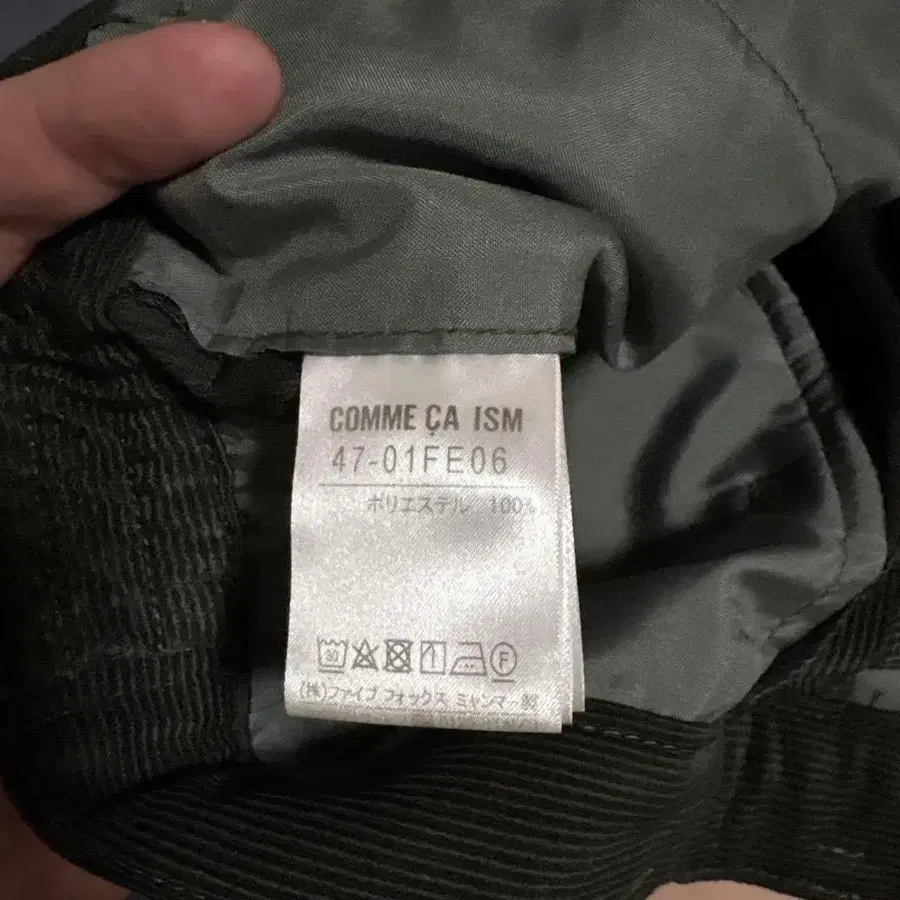 COMME ÇA ISM
47-01FE06
ポリエステル 100%
30
F
(株)ファイブ フォックス ミャンマー製